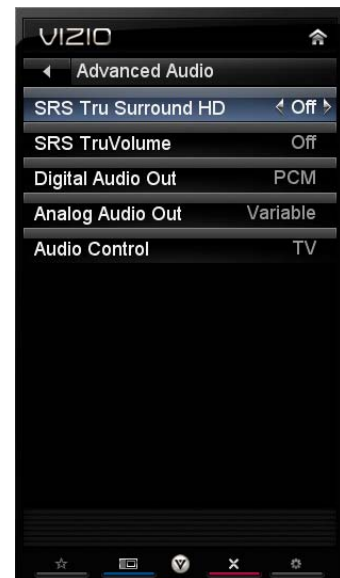 VIZIO
Advanced Audio
SRS Tru Surround HD Off
SRS TruVolume Off
Digital Audio Out PCM
Analog Audio Out Variable
Audio Control TV